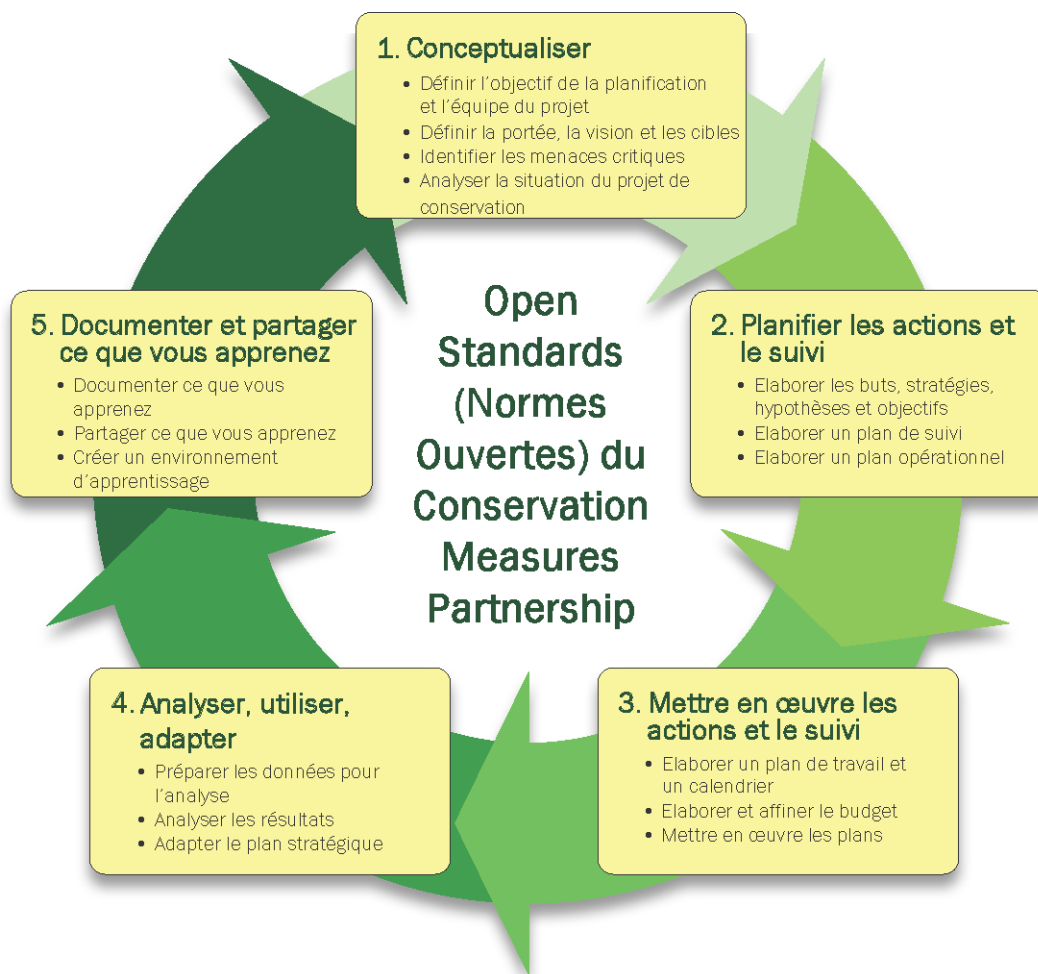 1. Conceptualiser
• Définir l'objectif de la planification
et l'équipe du projet
• Définir la portée, la vision et les cibles
• Identifier les menaces critiques
• Analyser la situation du projet de
conservation
2. Planifier les actions et
le suivi
• Elaborer les buts, stratégies,
hypothèses et objectifs
• Elaborer un plan de suivi
• Elaborer un plan opérationnel
3. Mettre en œuvre les
actions et le suivi
• Elaborer un plan de travail et
un calendrier
• Elaborer et affiner le budget
• Mettre en œuvre les plans
4. Analyser, utiliser,
adapter
• Préparer les données pour
l'analyse
• Analyser les résultats
• Adapter le plan stratégique
5. Documenter et partager
ce que vous apprenez
• Documenter ce que vous
apprenez
• Partager ce que vous apprenez
• Créer un environnement
d'apprentissage
Open
Standards
(Normes
Ouvertes) du
Conservation
Measures
Partnership